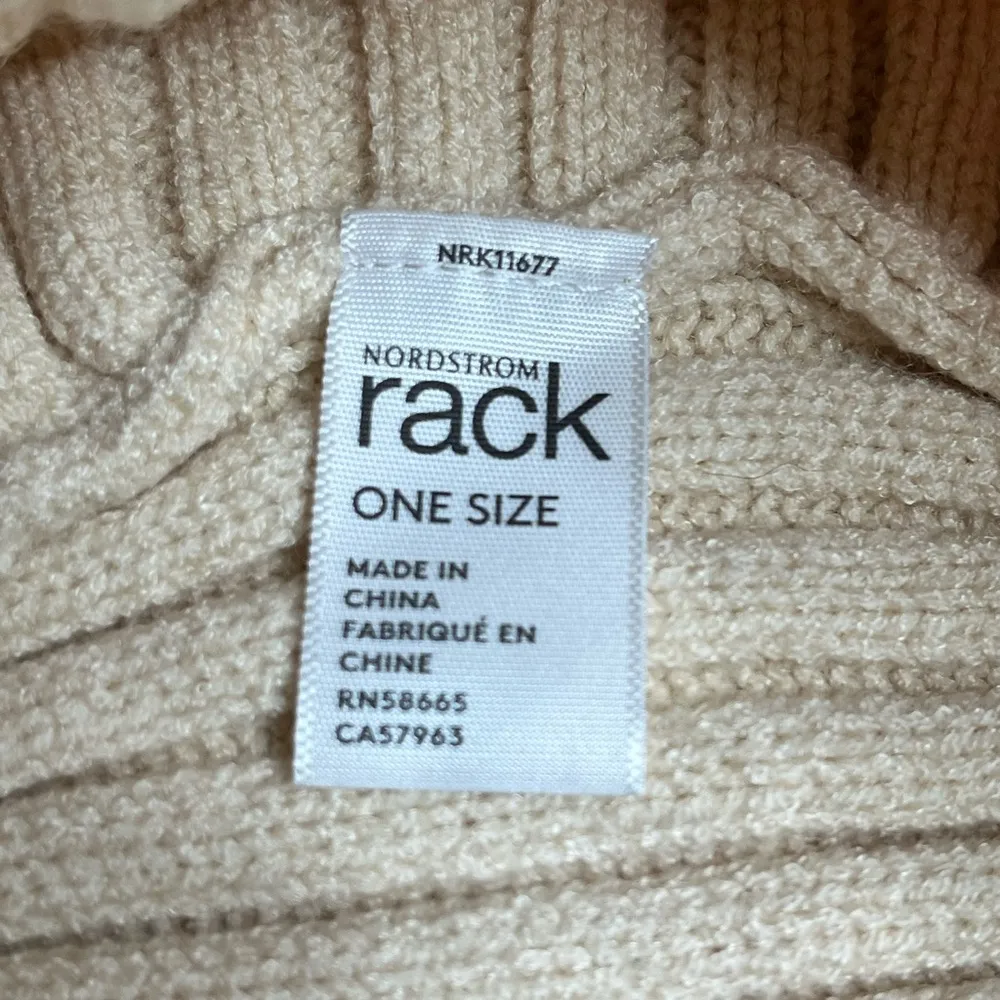 NRK11677
NORDSTROM
rack
ONE SIZE
MADE IN
CHINA
FABRIQUÉ EN
CHINE
RN58665
CA57963